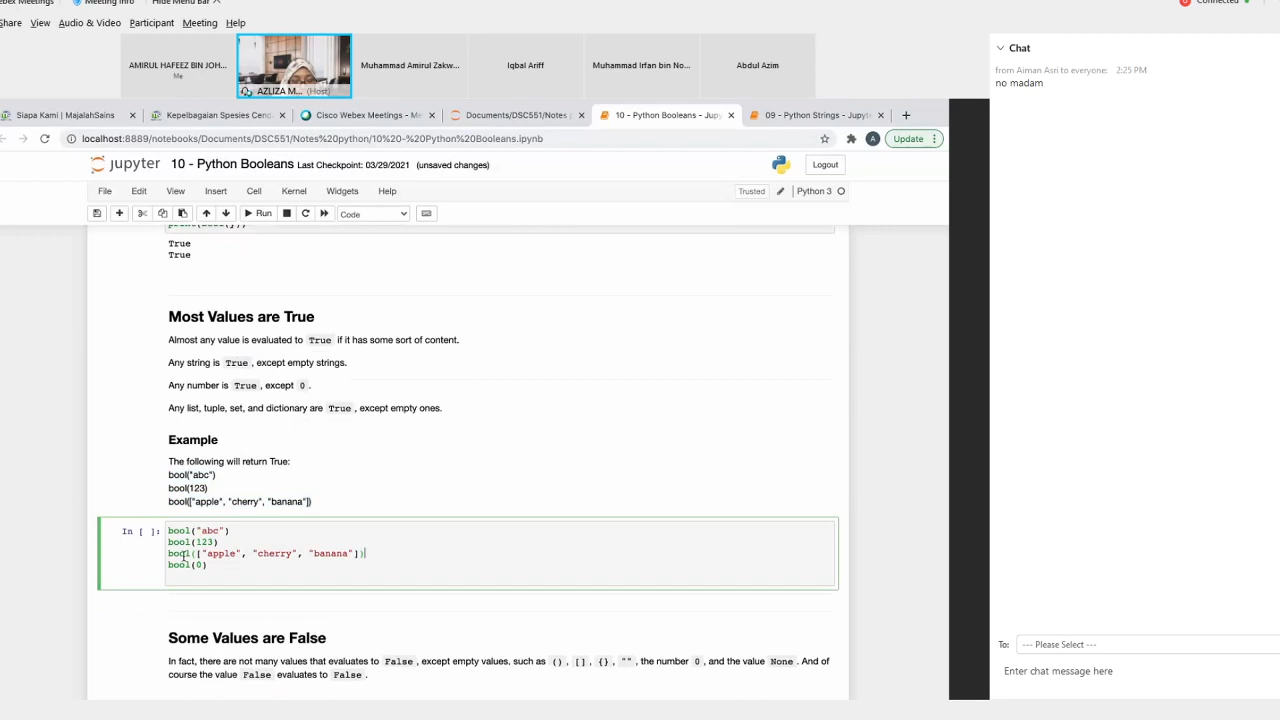 ebex Meetings Meeting Info Hide Menu Bar Connected
Share View Audio & Video Participant Meeting Help
AMIRUL HAFEEZ BIN JOH...
Me
AZLIZA M... (Host)
Muhammad Amirul Zakw...
Iqbal Ariff
Muhammad Irfan bin No...
Abdul Azim
Chat
from Aiman Asri to everyone: 2:25 PM
no madam
Siapa Kami | MajalahSains
Kepelbagaian Spesies Cenda
Cisco Webex Meetings - Me
Documents/DSC551/Notes p
10 - Python Booleans - Jupy
09 - Python Strings - Jupyter
localhost:8889/notebooks/Documents/DSC551/Notes%20python/10%20-%20Python%20Booleans.ipynb
A Update
jupyter 10 - Python Booleans Last Checkpoint: 03/29/2021 (unsaved changes)
Logout
File Edit View Insert Cell Kernel Widgets Help
Trusted Python 3
Run Code
True
True
Most Values are True
Almost any value is evaluated to True if it has some sort of content.
Any string is True, except empty strings.
Any number is True, except 0.
Any list, tuple, set, and dictionary are True, except empty ones.
Example
The following will return True:
bool("abc")
bool(123)
bool(["apple", "cherry", "banana"])
In [ ]: bool("abc")
bool(123)
bool(["apple", "cherry", "banana"])
bool(0)
Some Values are False
In fact, there are not many values that evaluates to False, except empty values, such as (), [], {}, "", the number 0, and the value None. And of
course the value False evaluates to False.
To: --- Please Select ---
Enter chat message here